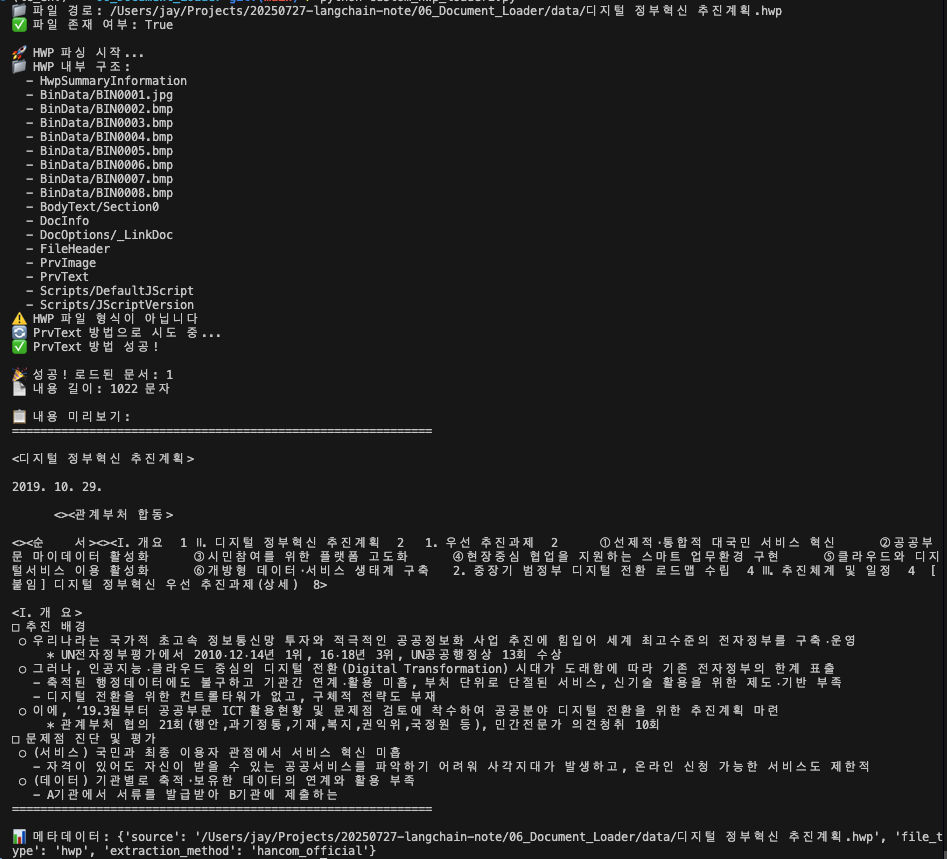 📁 파일 경로: /Users/jay/Projects/20250727-langchain-note/06_Document_Loader/data/디지털 정부혁신 추진계획.hwp
✅ 파일 존재 여부: True
🚀 HWP 파싱 시작...
📁 HWP 내부 구조:
- HwpSummaryInformation
- BinData/BIN0001.jpg
- BinData/BIN0002.bmp
- BinData/BIN0003.bmp
- BinData/BIN0004.bmp
- BinData/BIN0005.bmp
- BinData/BIN0006.bmp
- BinData/BIN0007.bmp
- BinData/BIN0008.bmp
- BodyText/Section0
- DocInfo
- DocOptions/_LinkDoc
- FileHeader
- PrvImage
- PrvText
- Scripts/DefaultJScript
- Scripts/JScriptVersion
⚠️ HWP 파일 형식이 아닙니다
🔄 PrvText 방법으로 시도 중...
✅ PrvText 방법 성공!
🎉 성공! 로드된 문서: 1
📄 내용 길이: 1022 문자
📋 내용 미리보기:
============================================================
<디지털 정부혁신 추진계획>
2019. 10. 29.
<><관계부처 합동>
<><순    서><><Ⅰ. 개요  1 Ⅱ. 디지털 정부혁신 추진계획  2  1. 우선 추진과제  2    ①선제적·통합적 대국민 서비스 혁신    ②공공부
문 마이데이터 활성화    ③시민참여를 위한 플랫폼 고도화    ④현장중심 협업을 지원하는 스마트 업무환경 구현    ⑤클라우드와 디지
털서비스 이용 활성화    ⑥개방형 데이터·서비스 생태계 구축  2. 중장기 범정부 디지털 전환 로드맵 수립  4 Ⅲ. 추진체계 및 일정  4 [
붙임] 디지털 정부혁신 우선 추진과제(상세)  8>
<Ⅰ. 개 요>
□ 추진 배경
○ 우리나라는 국가적 초고속 정보통신망 투자와 적극적인 공공정보화 사업 추진에 힘입어 세계 최고수준의 전자정부를 구축·운영
* UN전자정부평가에서 2010·12·14년 1위, 16·18년 3위, UN공공행정상 13회 수상
○ 그러나, 인공지능·클라우드 중심의 디지털 전환(Digital Transformation) 시대가 도래함에 따라 기존 전자정부의 한계 표출
- 축적된 행정데이터에도 불구하고 기관간 연계·활용 미흡, 부처 단위로 단절된 서비스, 신기술 활용을 위한 제도·기반 부족
- 디지털 전환을 위한 컨트롤타워가 없고, 구체적 전략도 부재
○ 이에, ‘19.3월부터 공공부문 ICT 활용현황 및 문제점 검토에 착수하여 공공분야 디지털 전환을 위한 추진계획 마련
* 관계부처 협의 21회(행안,과기정통,기재,복지,권익위,국정원 등), 민간전문가 의견청취 10회
□ 문제점 진단 및 평가
○ (서비스) 국민과 최종 이용자 관점에서 서비스 혁신 미흡
- 자격이 있어도 자신이 받을 수 있는 공공서비스를 파악하기 어려워 사각지대가 발생하고, 온라인 신청 가능한 서비스도 제한적
○ (데이터) 기관별로 축적·보유한 데이터의 연계와 활용 부족
- A기관에서 서류를 발급받아 B기관에 제출하는
============================================================
📊 메타데이터: {'source': '/Users/jay/Projects/20250727-langchain-note/06_Document_Loader/data/디지털 정부혁신 추진계획.hwp', 'file_t
ype': 'hwp', 'extraction_method': 'hancom_official'}